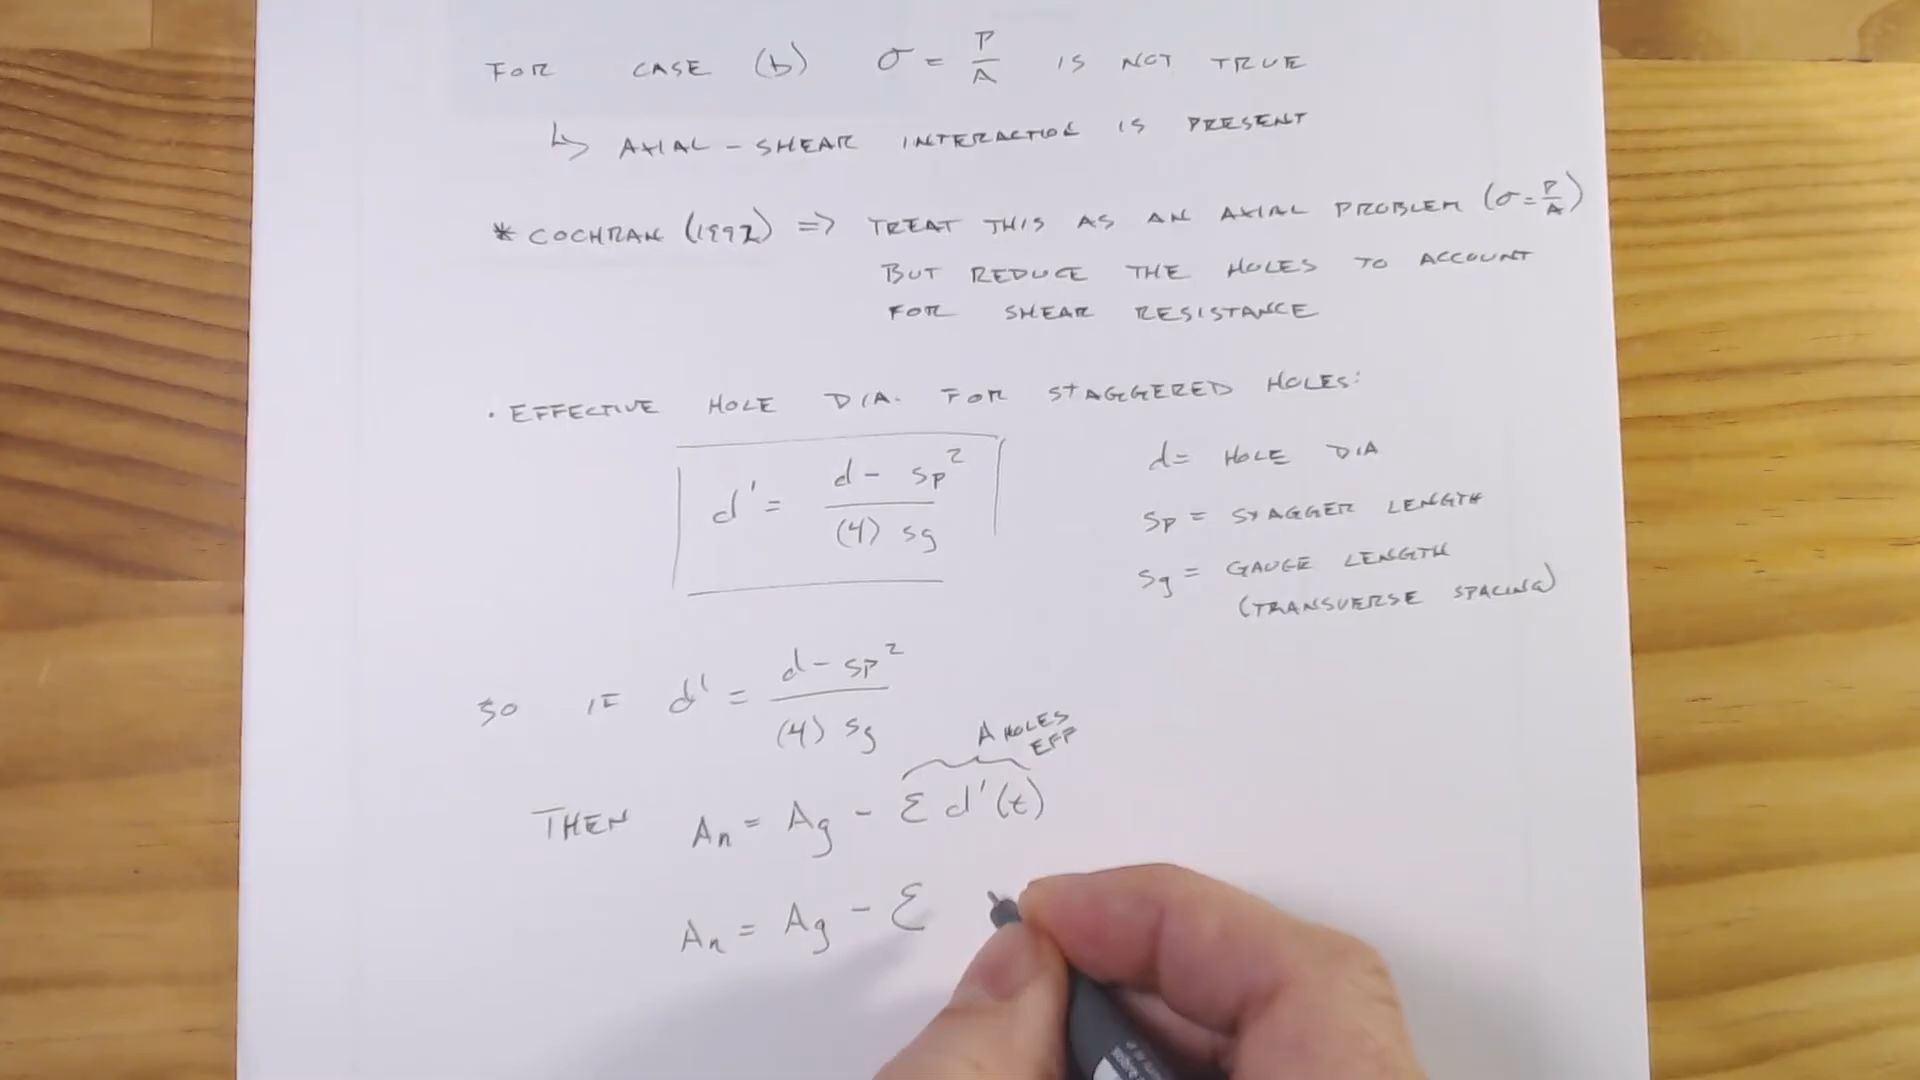 FOR CASE (b) σ = P/A IS NOT TRUE
↳ AXIAL - SHEAR INTERACTION IS PRESENT
* COCHRAN (1992) => TREAT THIS AS AN AXIAL PROBLEM (σ = P/A)
BUT REDUCE THE HOLES TO ACCOUNT
FOR SHEAR RESISTANCE
• EFFECTIVE HOLE DIA. FOR STAGGERED HOLES:
d' = (d - sp²)/((4) sg)
d = HOLE DIA
sp = STAGGER LENGTH
sg = GAUGE LENGTH
(TRANSVERSE SPACING)
SO IF d' = (d - sp²)/((4) sg)
A HOLES
EFF
THEN An = Ag - Σ d'(t)
An = Ag - Σ